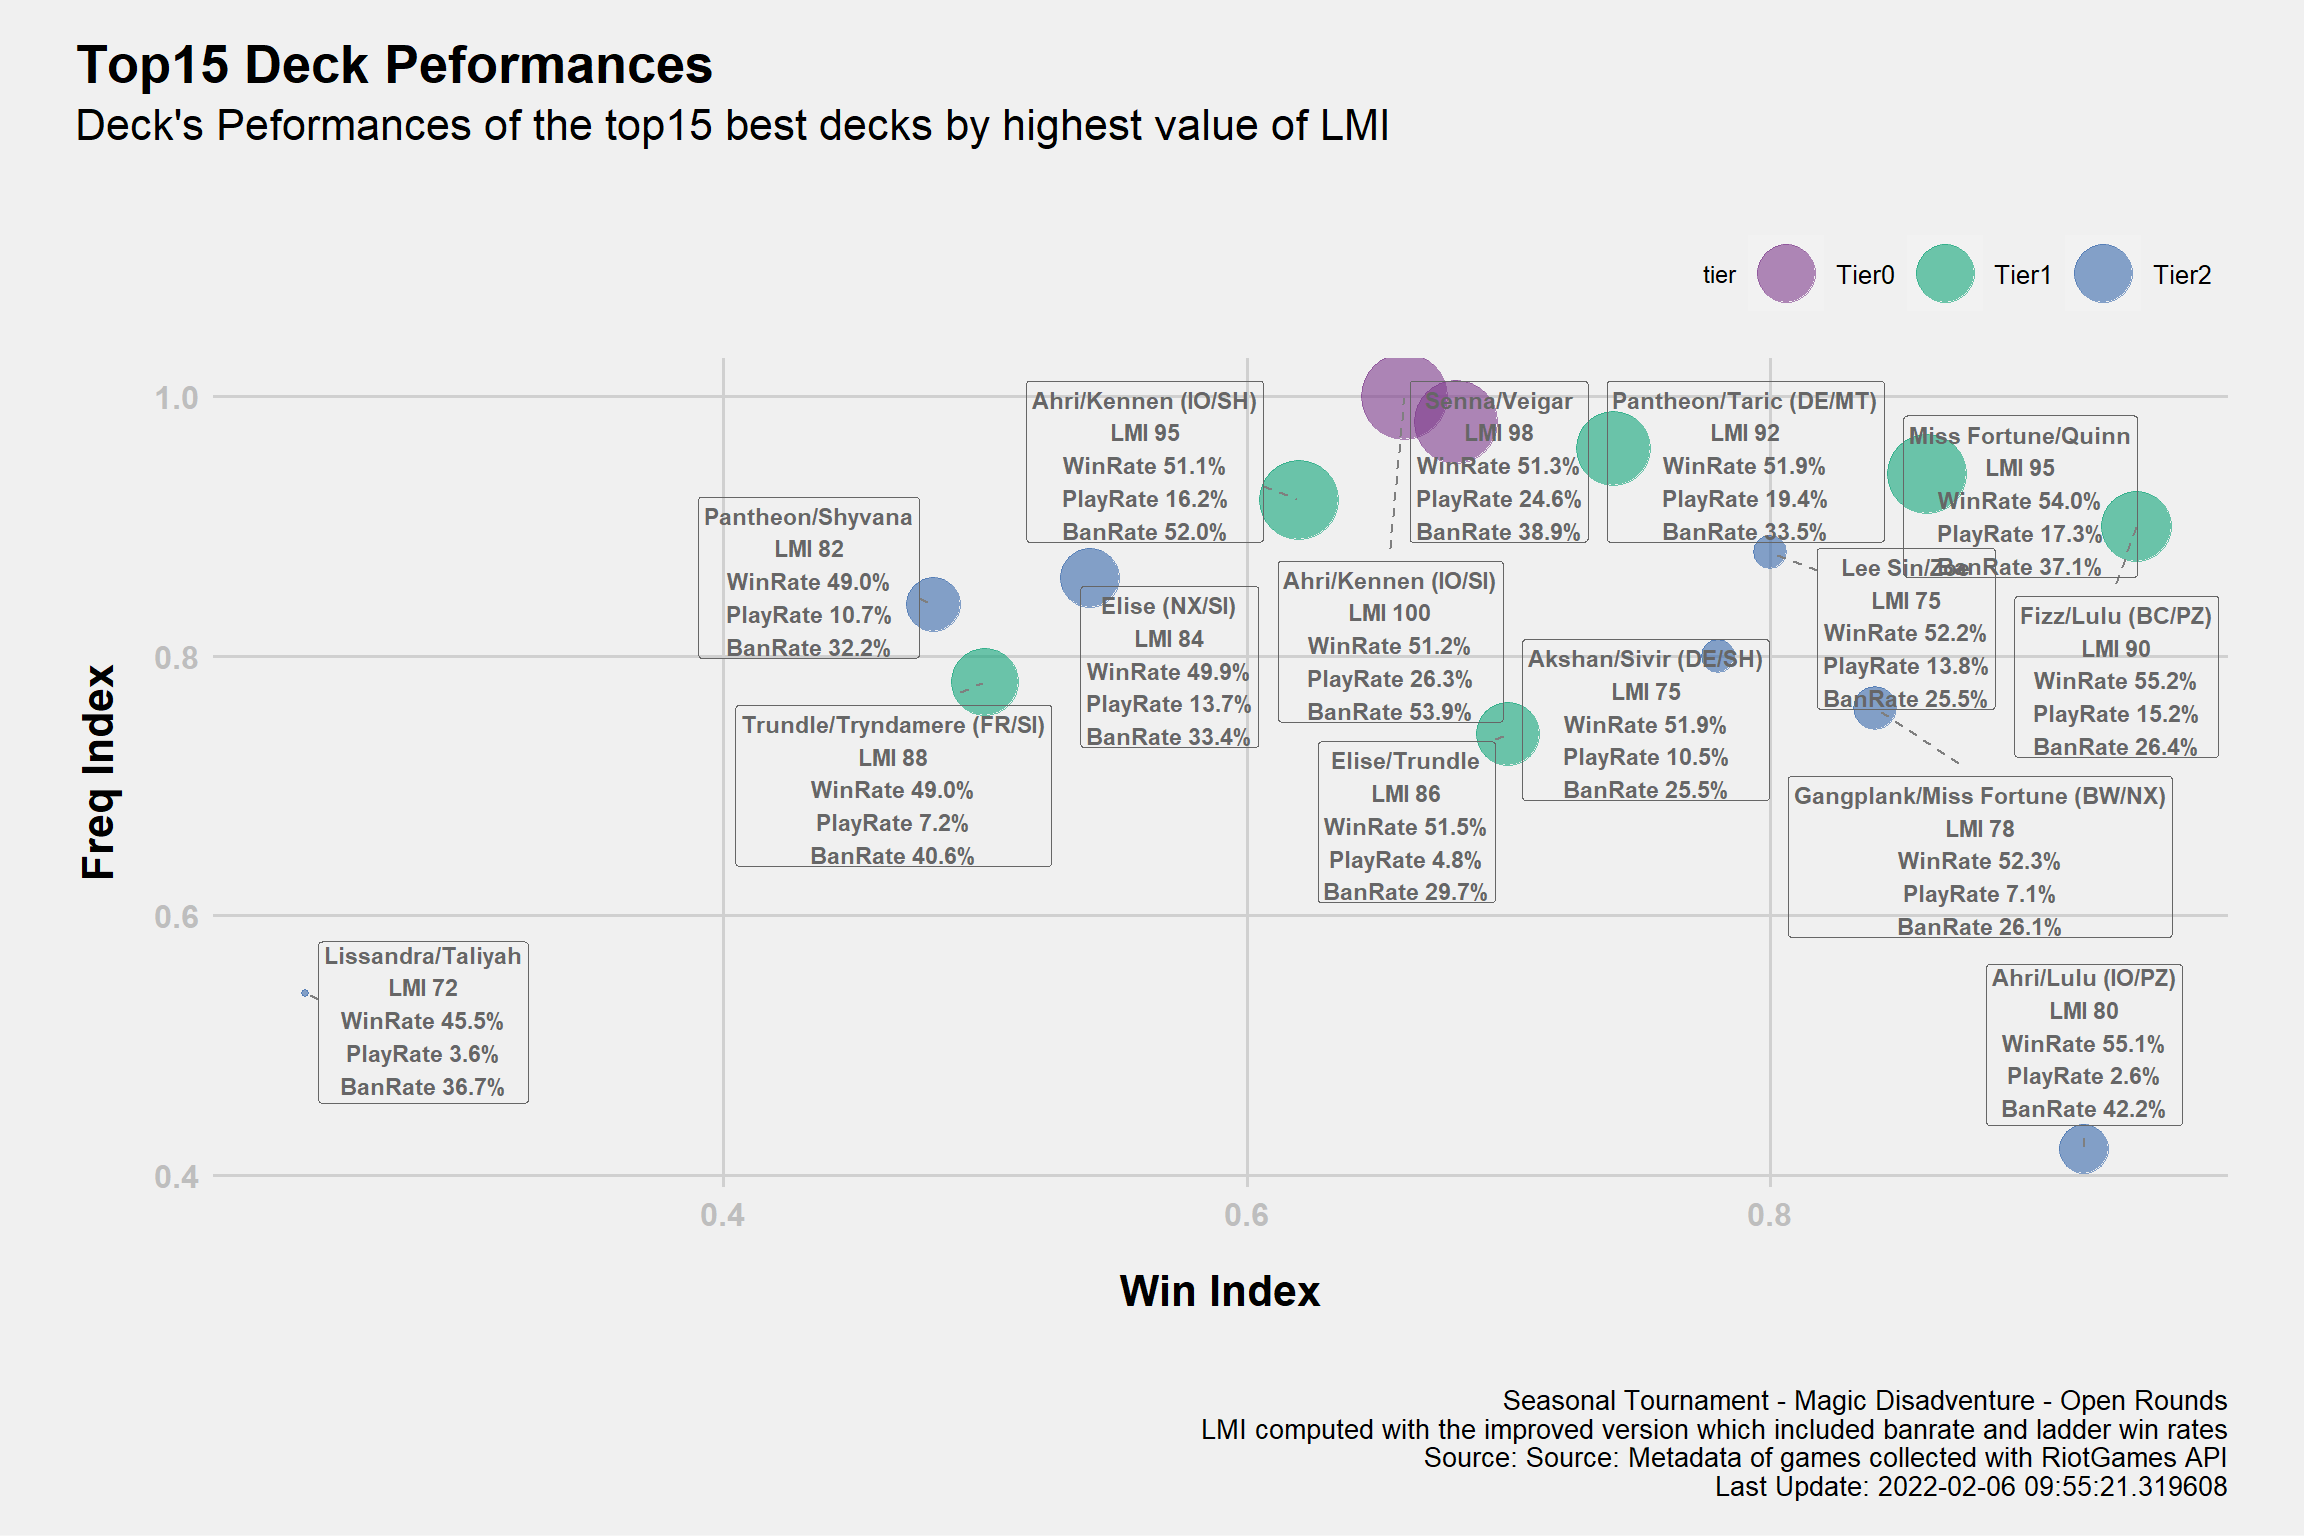 Top15 Deck Peformances
Deck's Peformances of the top15 best decks by highest value of LMI
tier
Tier0
Tier1
Tier2
Freq Index
1.0
0.8
0.6
0.4
Ahri/Kennen (IO/SH)
LMI 95
WinRate 51.1%
PlayRate 16.2%
BanRate 52.0%
Senna/Veigar
LMI 98
WinRate 51.3%
PlayRate 24.6%
BanRate 38.9%
Pantheon/Taric (DE/MT)
LMI 92
WinRate 51.9%
PlayRate 19.4%
BanRate 33.5%
Miss Fortune/Quinn
LMI 95
WinRate 54.0%
PlayRate 17.3%
BanRate 37.1%
Pantheon/Shyvana
LMI 82
WinRate 49.0%
PlayRate 10.7%
BanRate 32.2%
Elise (NX/SI)
LMI 84
WinRate 49.9%
PlayRate 13.7%
BanRate 33.4%
Ahri/Kennen (IO/SI)
LMI 100
WinRate 51.2%
PlayRate 26.3%
BanRate 53.9%
Lee Sin/Zoe
LMI 75
WinRate 52.2%
PlayRate 13.8%
BanRate 25.5%
Fizz/Lulu (BC/PZ)
LMI 90
WinRate 55.2%
PlayRate 15.2%
BanRate 26.4%
Akshan/Sivir (DE/SH)
LMI 75
WinRate 51.9%
PlayRate 10.5%
BanRate 25.5%
Trundle/Tryndamere (FR/SI)
LMI 88
WinRate 49.0%
PlayRate 7.2%
BanRate 40.6%
Elise/Trundle
LMI 86
WinRate 51.5%
PlayRate 4.8%
BanRate 29.7%
Gangplank/Miss Fortune (BW/NX)
LMI 78
WinRate 52.3%
PlayRate 7.1%
BanRate 26.1%
Lissandra/Taliyah
LMI 72
WinRate 45.5%
PlayRate 3.6%
BanRate 36.7%
Ahri/Lulu (IO/PZ)
LMI 80
WinRate 55.1%
PlayRate 2.6%
BanRate 42.2%
0.4
0.6
0.8
Win Index
Seasonal Tournament - Magic Disadventure - Open Rounds
LMI computed with the improved version which included banrate and ladder win rates
Source: Source: Metadata of games collected with RiotGames API
Last Update: 2022-02-06 09:55:21.319608